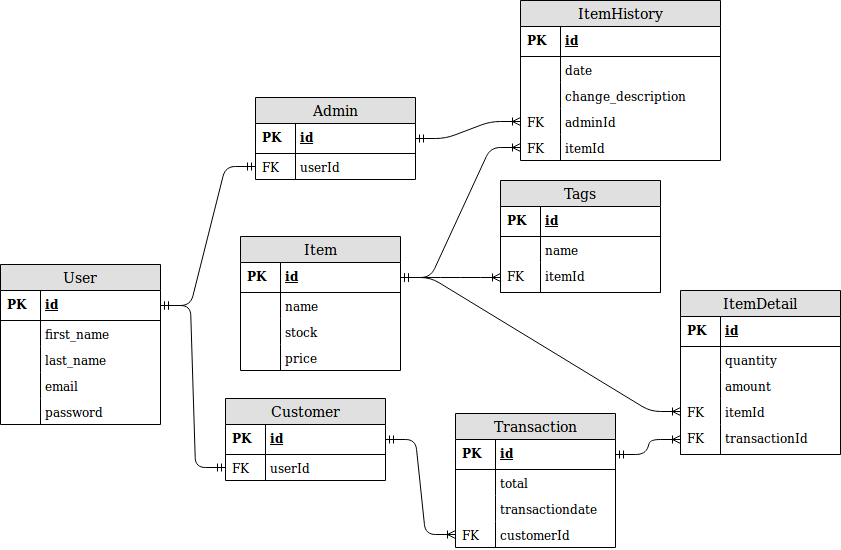 ItemHistory
PK id
date
change_description
FK adminId
FK itemId
Admin
PK id
FK userId
Tags
PK id
name
FK itemId
Item
PK id
name
stock
price
User
PK id
first_name
last_name
email
password
ItemDetail
PK id
quantity
amount
FK itemId
FK transactionId
Customer
PK id
FK userId
Transaction
PK id
total
transactiondate
FK customerId